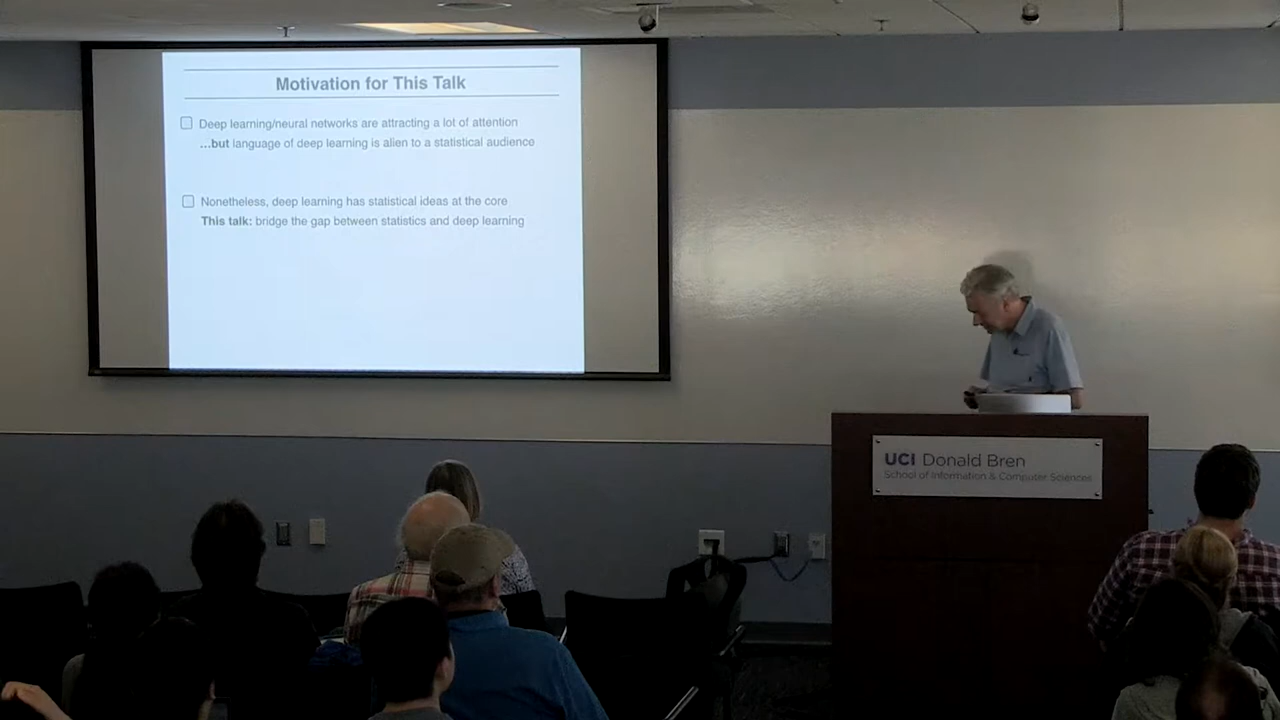 Motivation for This Talk
Deep learning/neural networks are attracting a lot of attention
...but language of deep learning is alien to a statistical audience
Nonetheless, deep learning has statistical ideas at the core
This talk: bridge the gap between statistics and deep learning
UCI Donald Bren
School of Information & Computer Sciences